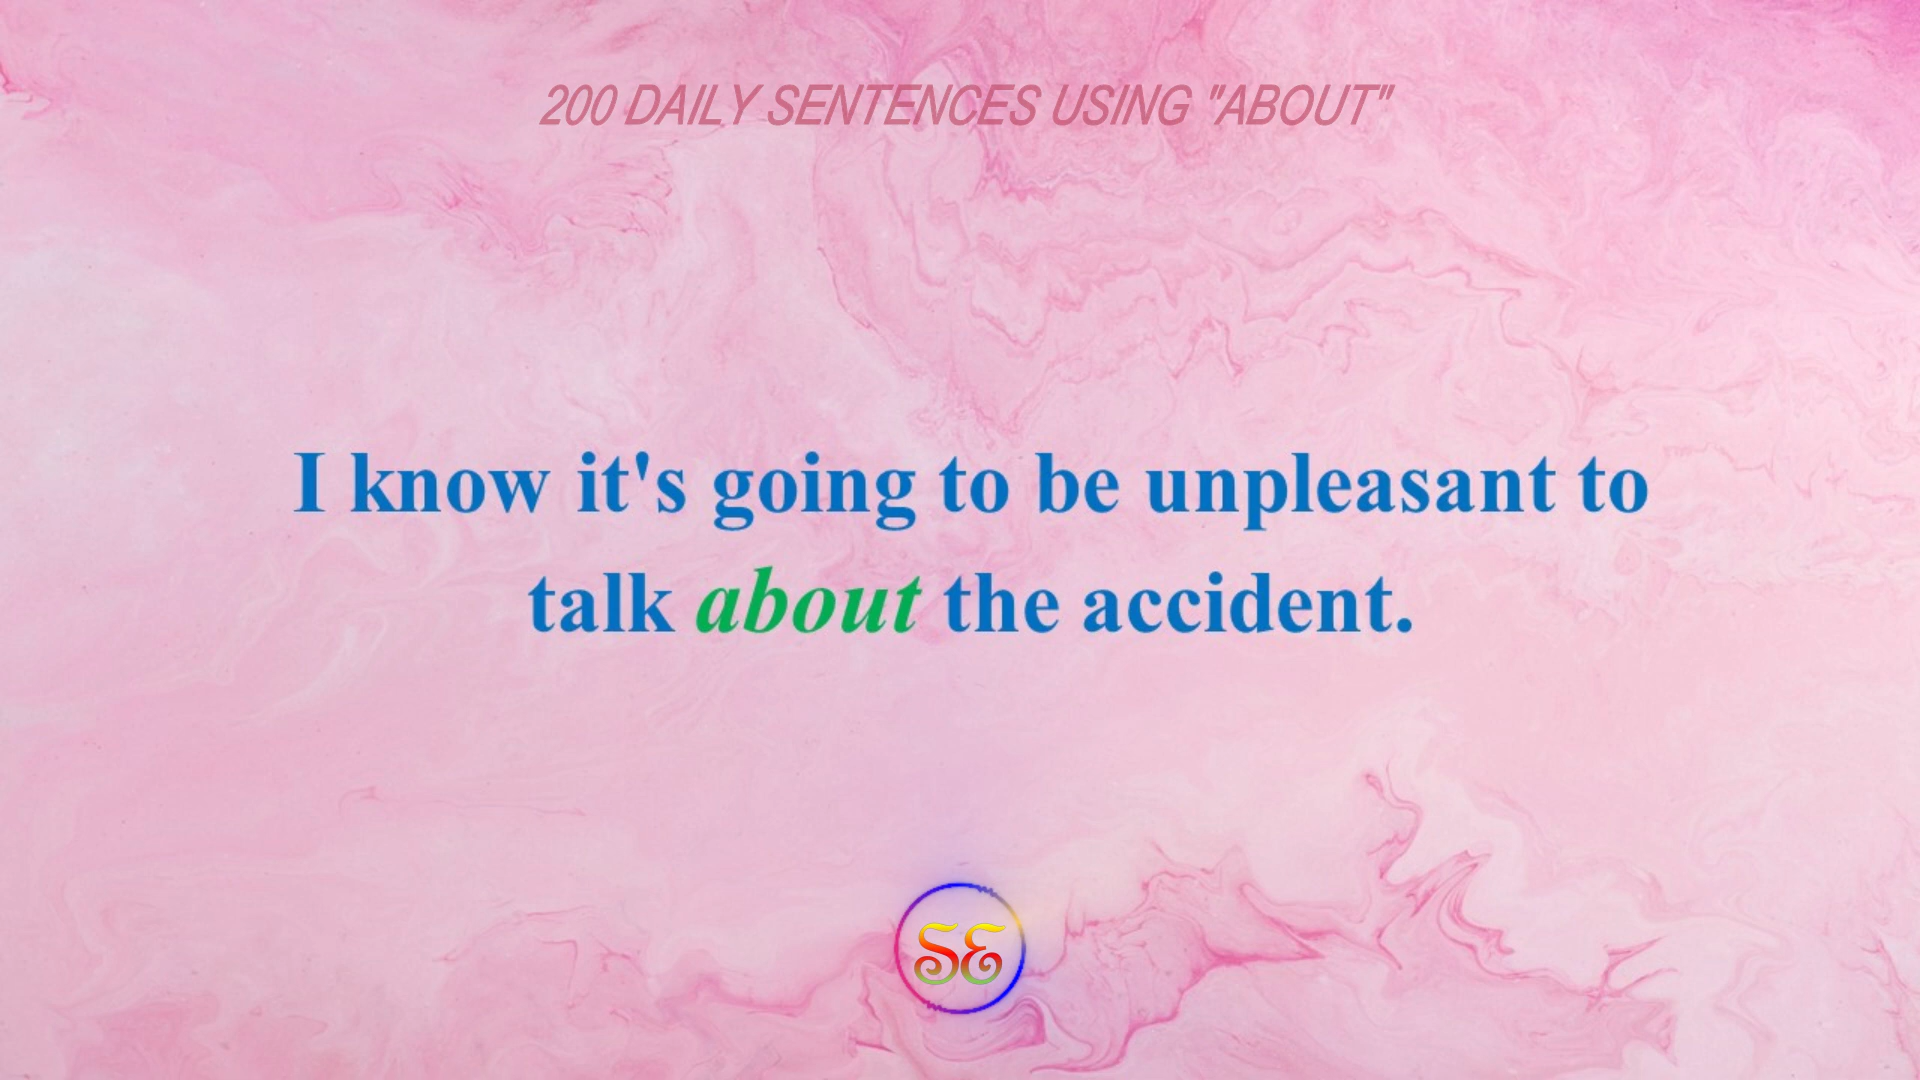 200 DAILY SENTENCES USING "ABOUT"
I know it's going to be unpleasant to
talk about the accident.
SE